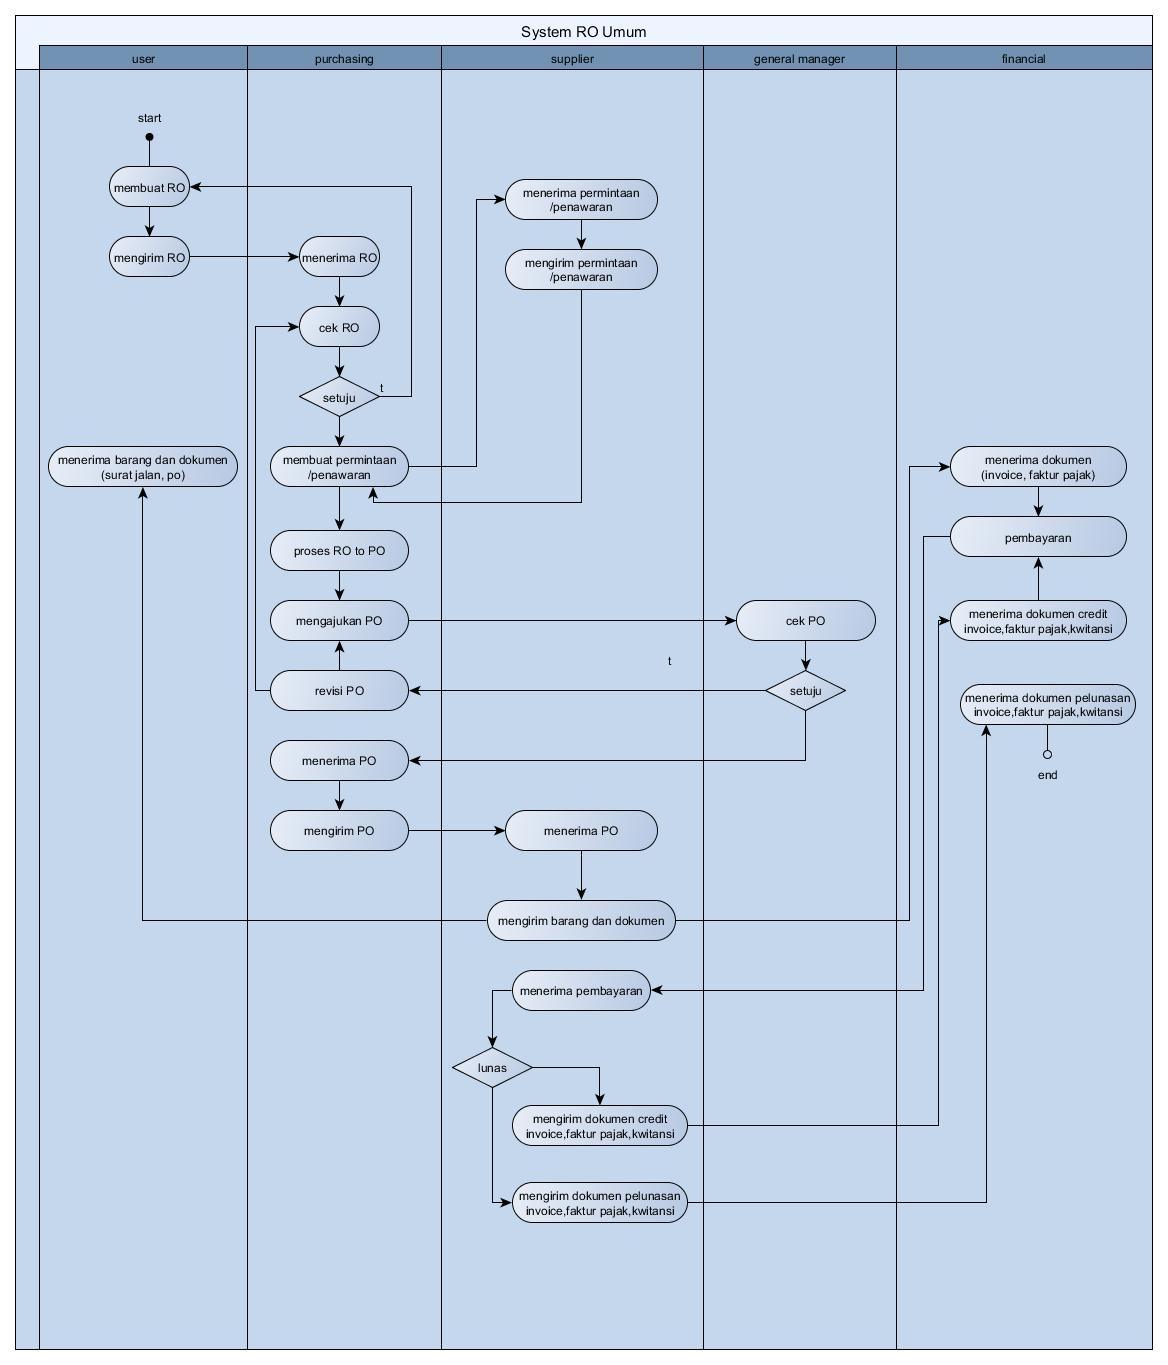 System RO Umum
user
purchasing
supplier
general manager
financial
start
membuat RO
menerima permintaan
/penawaran
mengirim RO
menerima RO
mengirim permintaan
/penawaran
cek RO
t
setuju
menerima barang dan dokumen
(surat jalan, po)
membuat permintaan
/penawaran
menerima dokumen
(invoice, faktur pajak)
pembayaran
proses RO to PO
mengajukan PO
cek PO
menerima dokumen credit
invoice,faktur pajak,kwitansi
t
revisi PO
setuju
menerima dokumen pelunasan
invoice,faktur pajak,kwitansi
menerima PO
end
mengirim PO
menerima PO
mengirim barang dan dokumen
menerima pembayaran
lunas
mengirim dokumen credit
invoice,faktur pajak,kwitansi
mengirim dokumen pelunasan
invoice,faktur pajak,kwitansi